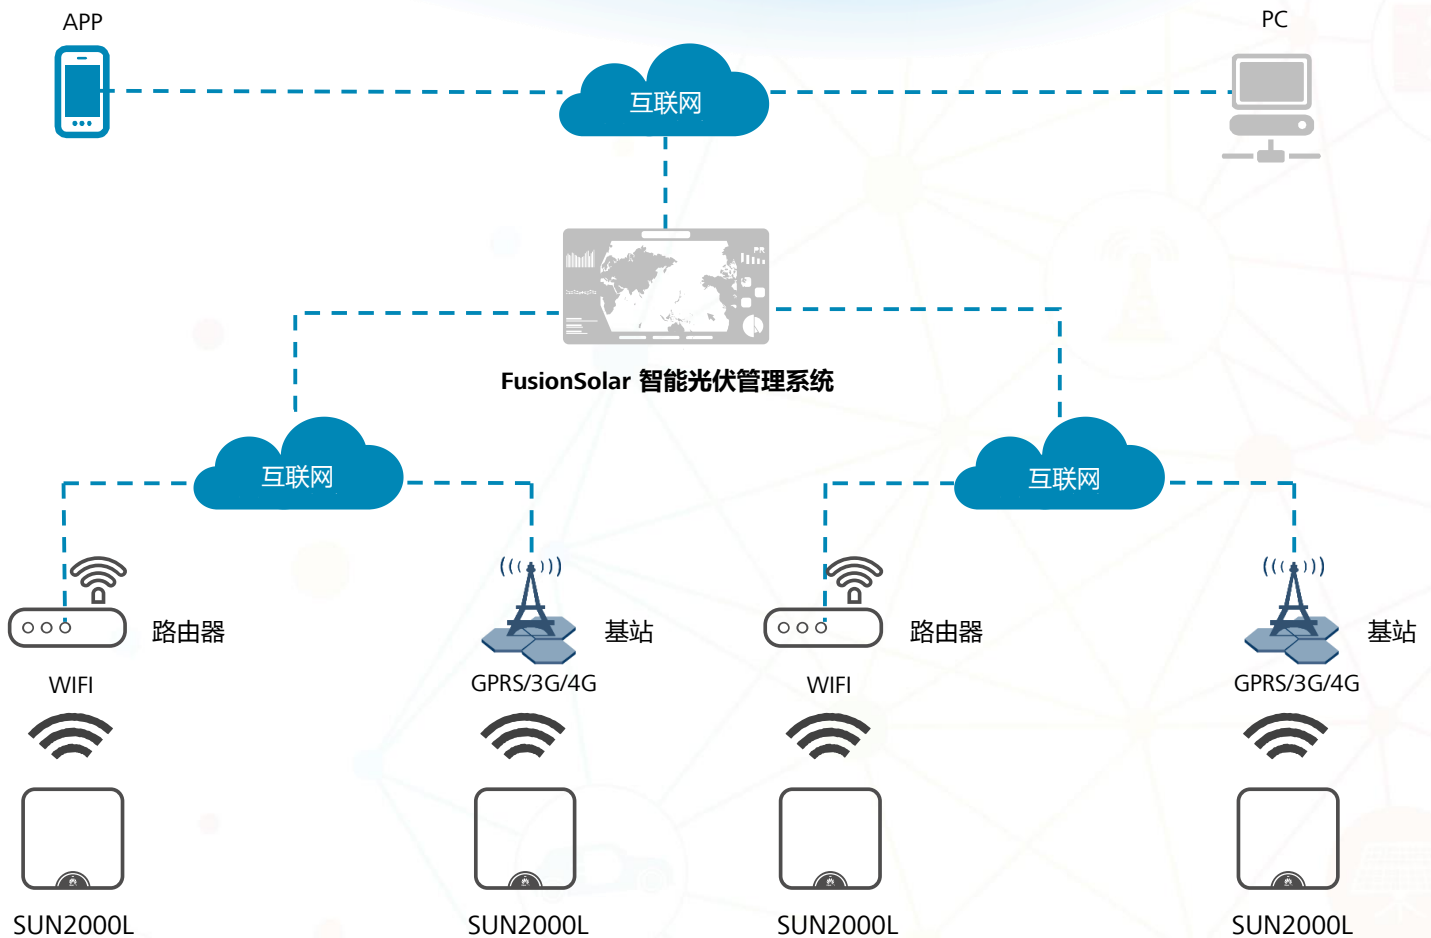 APP
PC
互联网
FusionSolar 智能光伏管理系统
互联网
互联网
路由器
基站
路由器
基站
WIFI
GPRS/3G/4G
WIFI
GPRS/3G/4G
SUN2000L
SUN2000L
SUN2000L
SUN2000L